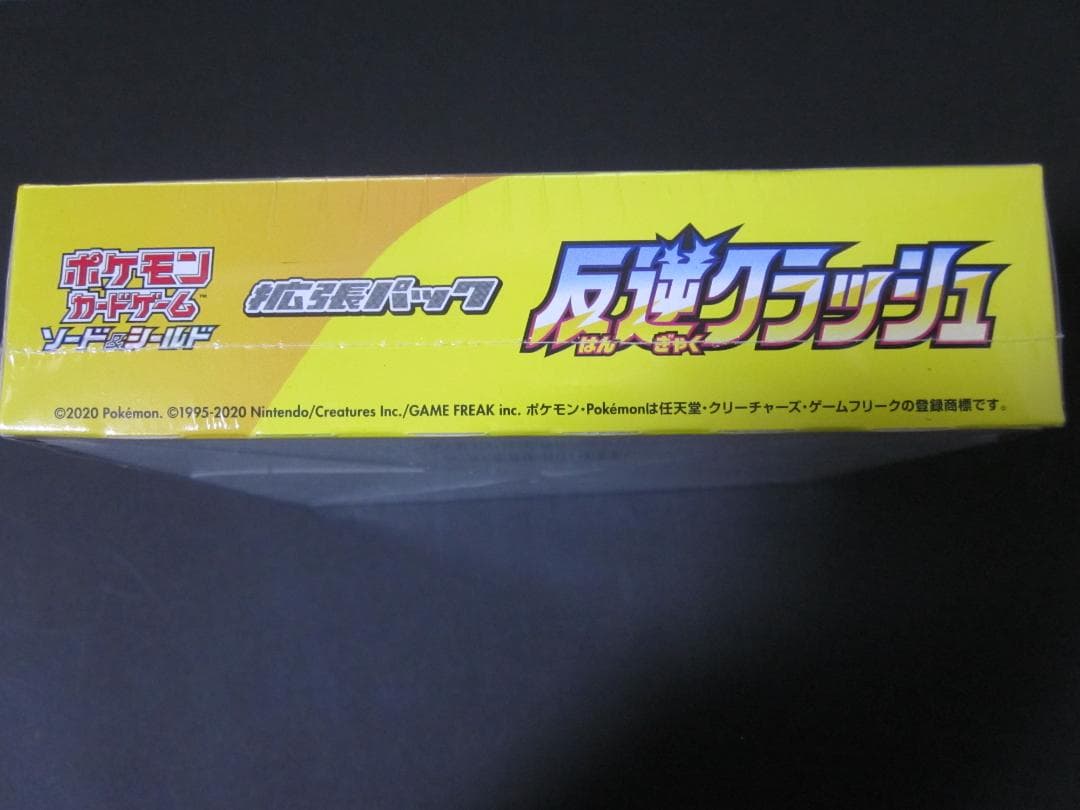 ポケモン
カードゲーム™
ソード&シールド
拡張パック
反逆クラッシュ
はん ぎゃく
©2020 Pokémon. ©1995-2020 Nintendo/Creatures Inc./GAME FREAK inc. ポケモン・Pokémonは任天堂・クリーチャーズ・ゲームフリークの登録商標です。